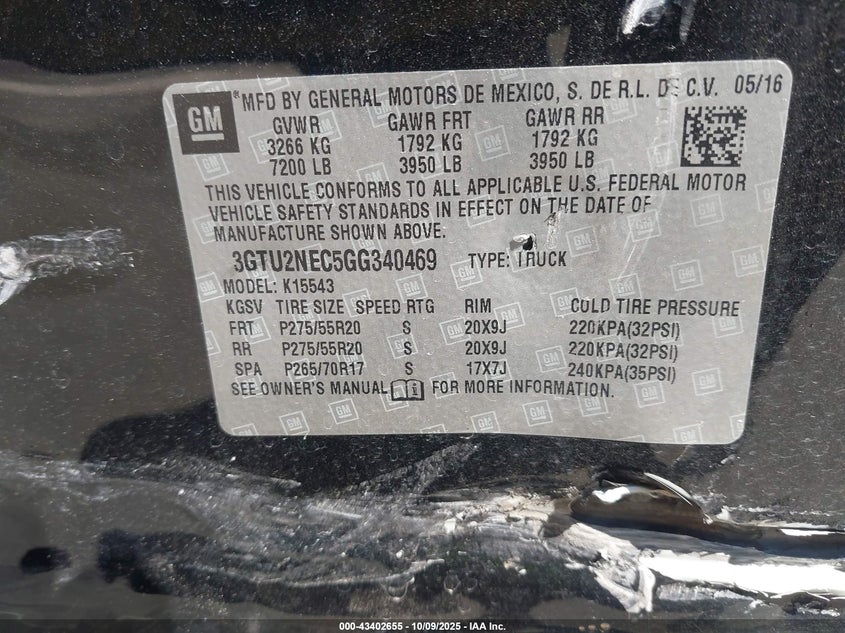 GM ® MFD BY GENERAL MOTORS DE MEXICO, S. DE R.L. DE C.V. 05/16
GVWR GAWR FRT GAWR RR
3266 KG 1792 KG 1792 KG
7200 LB 3950 LB 3950 LB
THIS VEHICLE CONFORMS TO ALL APPLICABLE U.S. FEDERAL MOTOR
VEHICLE SAFETY STANDARDS IN EFFECT ON THE DATE OF
MANUFACTURE SHOWN ABOVE.
3GTU2NEC5GG340469 TYPE: TRUCK
MODEL: K15543
KGSV TIRE SIZE SPEED RTG RIM COLD TIRE PRESSURE
FRT P275/55R20 S 20X9J 220KPA(32PSI)
RR P275/55R20 S 20X9J 220KPA(32PSI)
SPA P265/70R17 S 17X7J 240KPA(35PSI)
SEE OWNER'S MANUAL i FOR MORE INFORMATION.
000-43402655 - 10/09/2025 - IAA Inc.